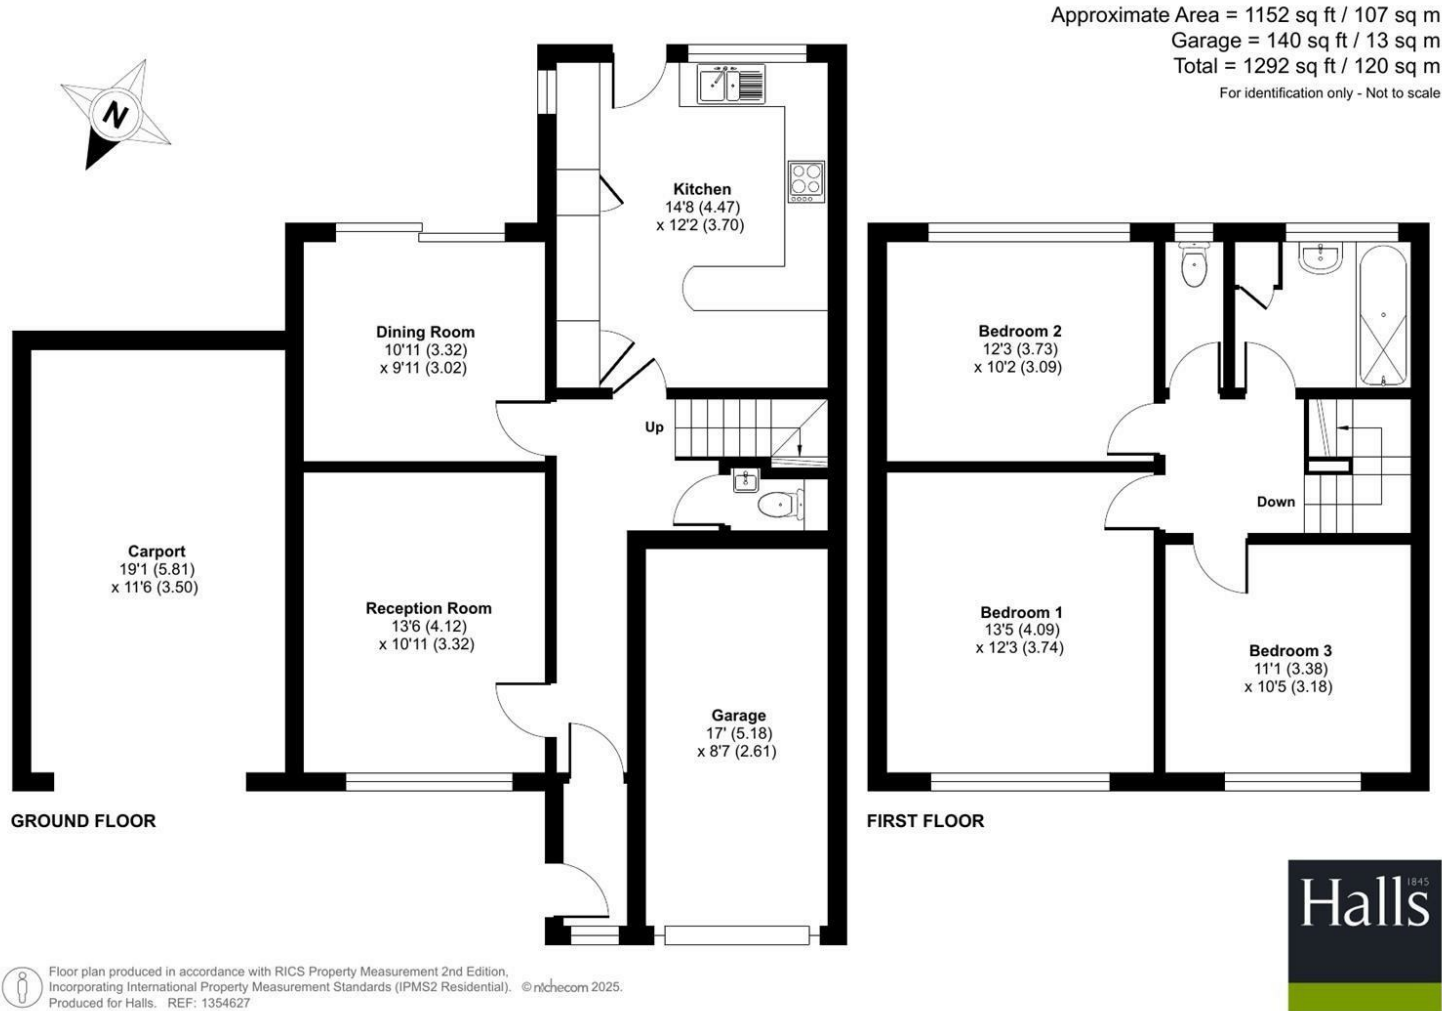 Approximate Area = 1152 sq ft / 107 sq m
Garage = 140 sq ft / 13 sq m
Total = 1292 sq ft / 120 sq m
For identification only - Not to scale
N
Kitchen
14'8 (4.47)
x 12'2 (3.70)
Dining Room
10'11 (3.32)
x 9'11 (3.02)
Up
Carport
19'1 (5.81)
x 11'6 (3.50)
Reception Room
13'6 (4.12)
x 10'11 (3.32)
Garage
17' (5.18)
x 8'7 (2.61)
GROUND FLOOR
Bedroom 2
12'3 (3.73)
x 10'2 (3.09)
Down
Bedroom 1
13'5 (4.09)
x 12'3 (3.74)
Bedroom 3
11'1 (3.38)
x 10'5 (3.18)
FIRST FLOOR
1845
Halls
Floor plan produced in accordance with RICS Property Measurement 2nd Edition,
Incorporating International Property Measurement Standards (IPMS2 Residential). © nichecom 2025.
Produced for Halls. REF: 1354627